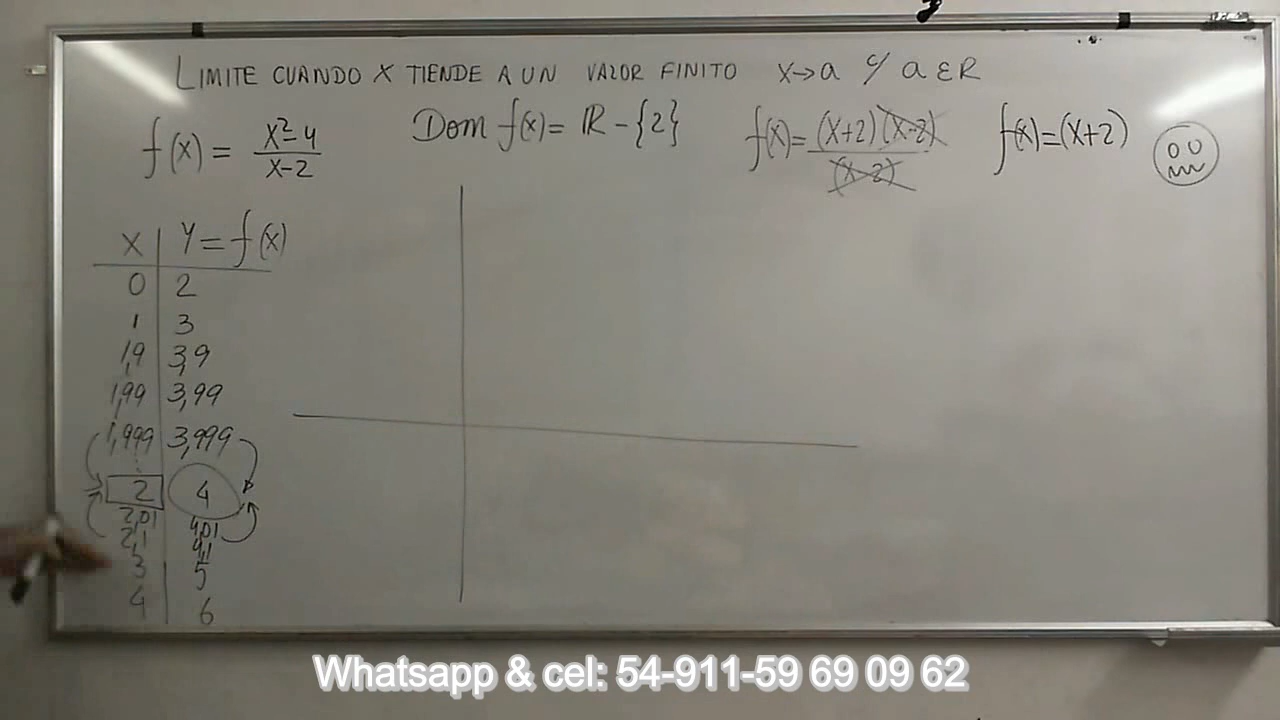 LIMITE CUANDO X TIENDE A UN VALOR FINITO X→a c/ a ε R
f(x) = x²-4 / x-2
Dom f(x) = R - {2}
f(x) = (x+2)(x-2) / (x-2)
f(x) = (x+2)
x | y = f(x)
0 | 2
1 | 3
1,9 | 3,9
1,99 | 3,99
1,999 | 3,999
2 | 4
2,01 | 4,01
2,1 | 4,1
3 | 5
4 | 6
Whatsapp & cel: 54-911-59 69 09 62